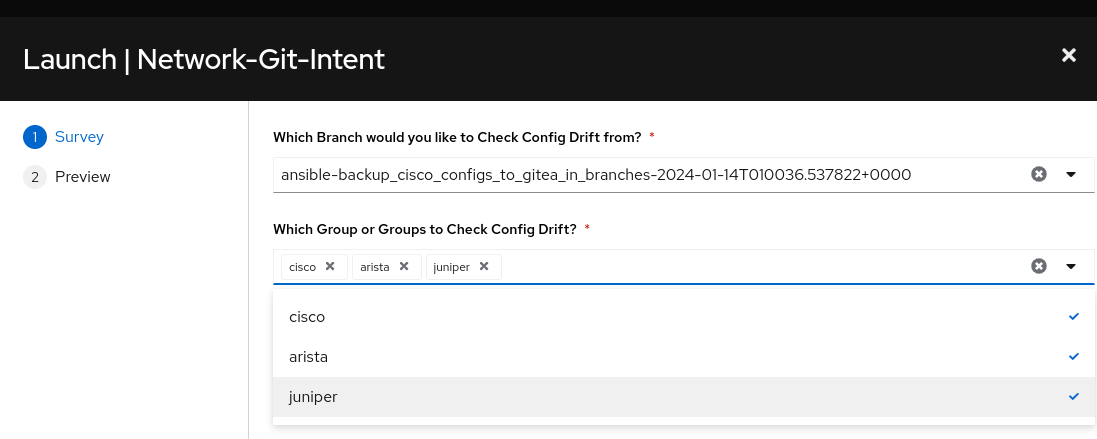 Launch | Network-Git-Intent
1 Survey
2 Preview
Which Branch would you like to Check Config Drift from? *
ansible-backup_cisco_configs_to_gitea_in_branches-2024-01-14T010036.537822+0000
Which Group or Groups to Check Config Drift? *
cisco arista juniper
cisco
arista
juniper